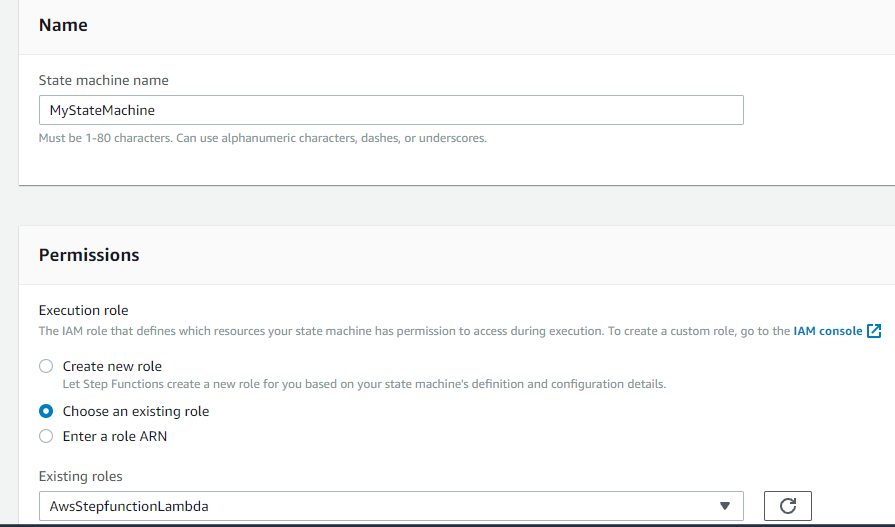 Name
State machine name
MyStateMachine
Must be 1-80 characters. Can use alphanumeric characters, dashes, or underscores.
Permissions
Execution role
The IAM role that defines which resources your state machine has permission to access during execution. To create a custom role, go to the IAM console
Create new role
Let Step Functions create a new role for you based on your state machine's definition and configuration details.
Choose an existing role
Enter a role ARN
Existing roles
AwsStepfunctionLambda